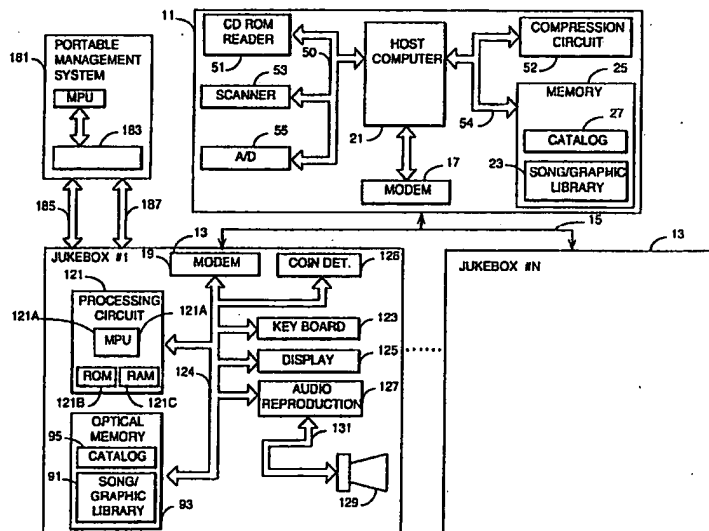 181
PORTABLE
MANAGEMENT
SYSTEM
MPU
183
185
187
11
CD ROM
READER
51
50
53
SCANNER
55
A/D
HOST
COMPUTER
21
17
MODEM
COMPRESSION
CIRCUIT
52
25
MEMORY
54
27
CATALOG
23
SONG/GRAPHIC
LIBRARY
15
13
JUKEBOX #1
19
MODEM
COIN DET.
126
121
PROCESSING
CIRCUIT
121A
121A
MPU
ROM
RAM
121B
121C
124
KEY BOARD
123
DISPLAY
125
AUDIO
REPRODUCTION
127
131
129
OPTICAL
MEMORY
95
CATALOG
91
SONG/
GRAPHIC
LIBRARY
93
13
JUKEBOX #N